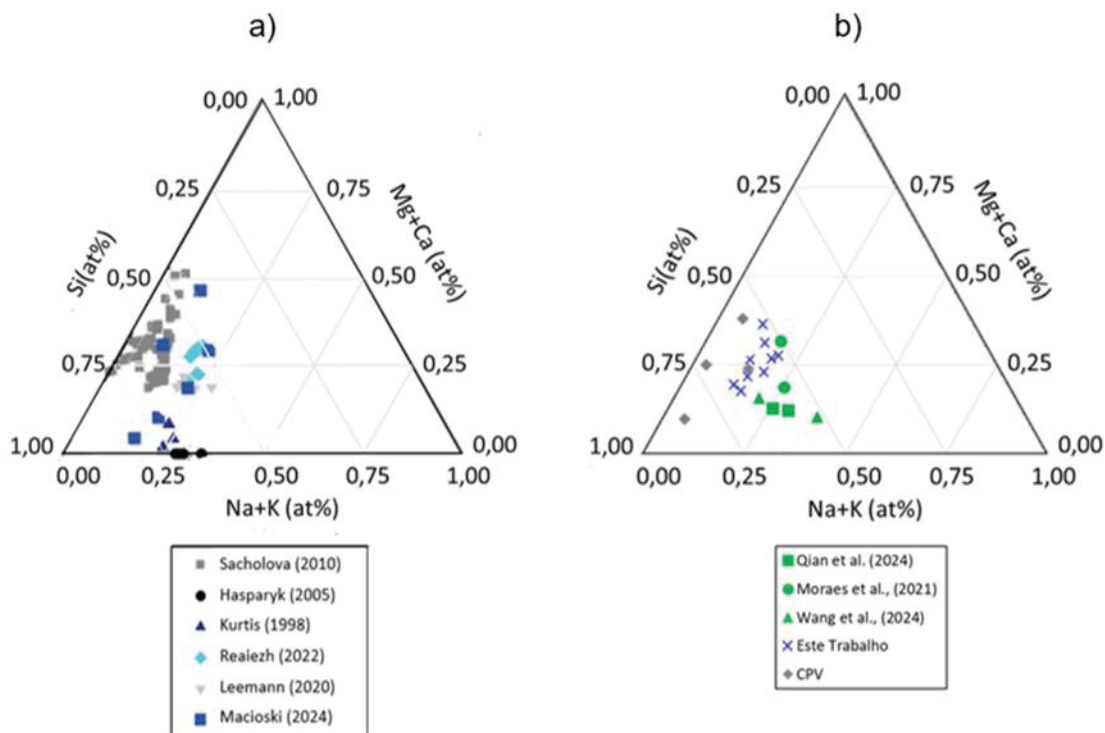 a)
0,00 1,00
0,25 0,75
Si(at%) Mg+Ca (at%)
0,50 0,50
0,75 0,25
1,00 0,00
0,00 0,25 0,50 0,75 1,00
Na+K (at%)
Sacholova (2010)
Hasparyk (2005)
Kurtis (1998)
Reaiezh (2022)
Leemann (2020)
Macioski (2024)
b)
0,00 1,00
0,25 0,75
Si(at%) Mg+Ca (at%)
0,50 0,50
0,75 0,25
1,00 0,00
0,00 0,25 0,50 0,75 1,00
Na+K (at%)
Qian et al. (2024)
Moraes et al., (2021)
Wang et al., (2024)
Este Trabalho
CPV